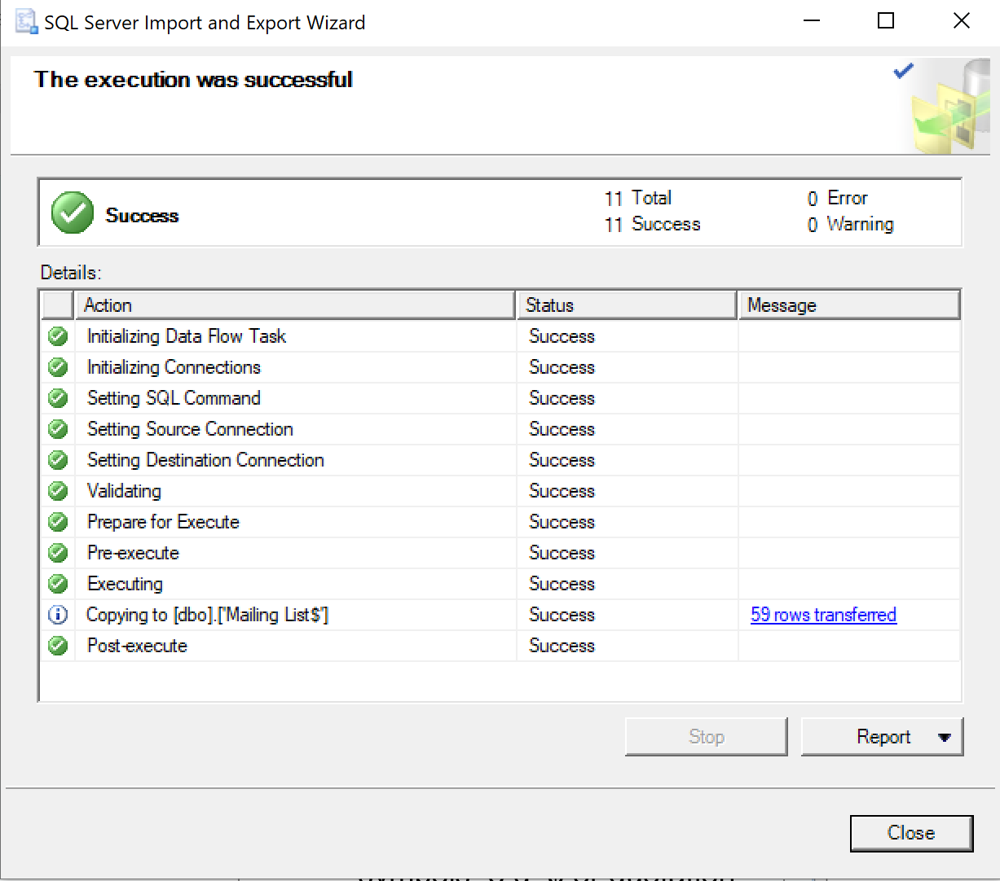 SQL Server Import and Export Wizard
The execution was successful
Success
11 Total 0 Error
11 Success 0 Warning
Details:
Action Status Message
Initializing Data Flow Task Success
Initializing Connections Success
Setting SQL Command Success
Setting Source Connection Success
Setting Destination Connection Success
Validating Success
Prepare for Execute Success
Pre-execute Success
Executing Success
Copying to [dbo].['Mailing List$'] Success 59 rows transferred
Post-execute Success
Stop Report
Close